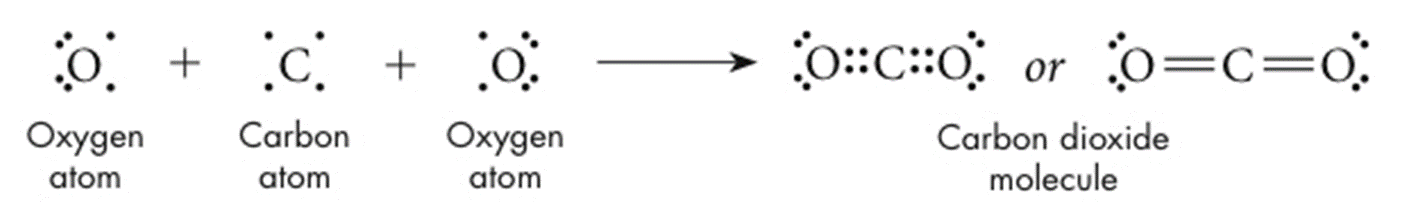 O + C + O → O::C::O or O=C=O
Oxygen atom
Carbon atom
Oxygen atom
Carbon dioxide
molecule